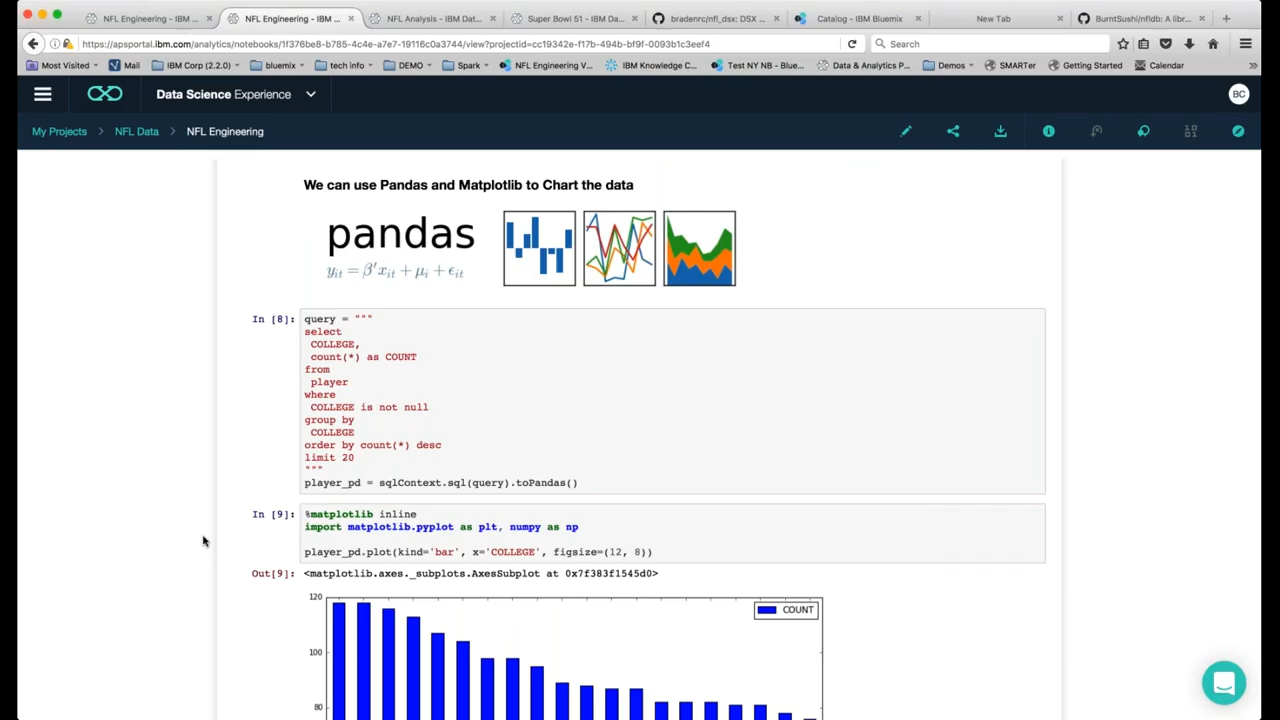 NFL Engineering - IBM ...
NFL Engineering - IBM ...
NFL Analysis - IBM Dat...
Super Bowl 51 - IBM Da...
bradenrc/nfl_dsx: DSX ...
Catalog - IBM Bluemix
New Tab
BurntSushi/nfldb: A librar...
https://apsportal.ibm.com/analytics/notebooks/1f376be8-b785-4c4e-a7e7-19116c0a3744/view?projectid=cc19342e-f17b-494b-bf9f-0093b1c3eef4
Search
Most Visited
Mail
IBM Corp (2.2.0)
bluemix
tech info
DEMO
Spark
NFL Engineering V...
IBM Knowledge C...
Test NY NB - Blue...
Data & Analytics P...
Demos
SMARTer
Getting Started
Calendar
Data Science Experience
BC
My Projects > NFL Data > NFL Engineering
We can use Pandas and Matplotlib to Chart the data
pandas
y_it = β′x_it + μ_i + ϵ_it
In [8]: query = """
select
COLLEGE,
count(*) as COUNT
from
player
where
COLLEGE is not null
group by
COLLEGE
order by count(*) desc
limit 20
"""
player_pd = sqlContext.sql(query).toPandas()
In [9]: %matplotlib inline
import matplotlib.pyplot as plt, numpy as np
player_pd.plot(kind='bar', x='COLLEGE', figsize=(12, 8))
Out[9]: <matplotlib.axes._subplots.AxesSubplot at 0x7f383f1545d0>
120
COUNT
100
80